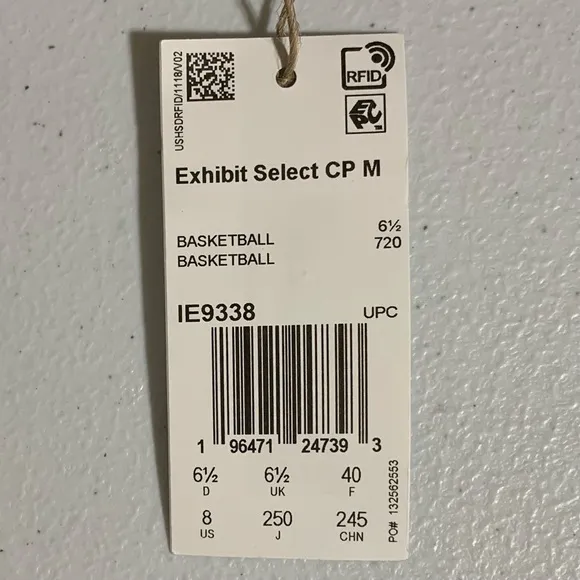 USHSDRFID/1118/V02
RFID
EPC™
Exhibit Select CP M
6½
BASKETBALL 720
BASKETBALL
IE9338 UPC
1 96471 24739 3
6½ 6½ 40
D UK F
8 250 245
US J CHN
PO# 132562553